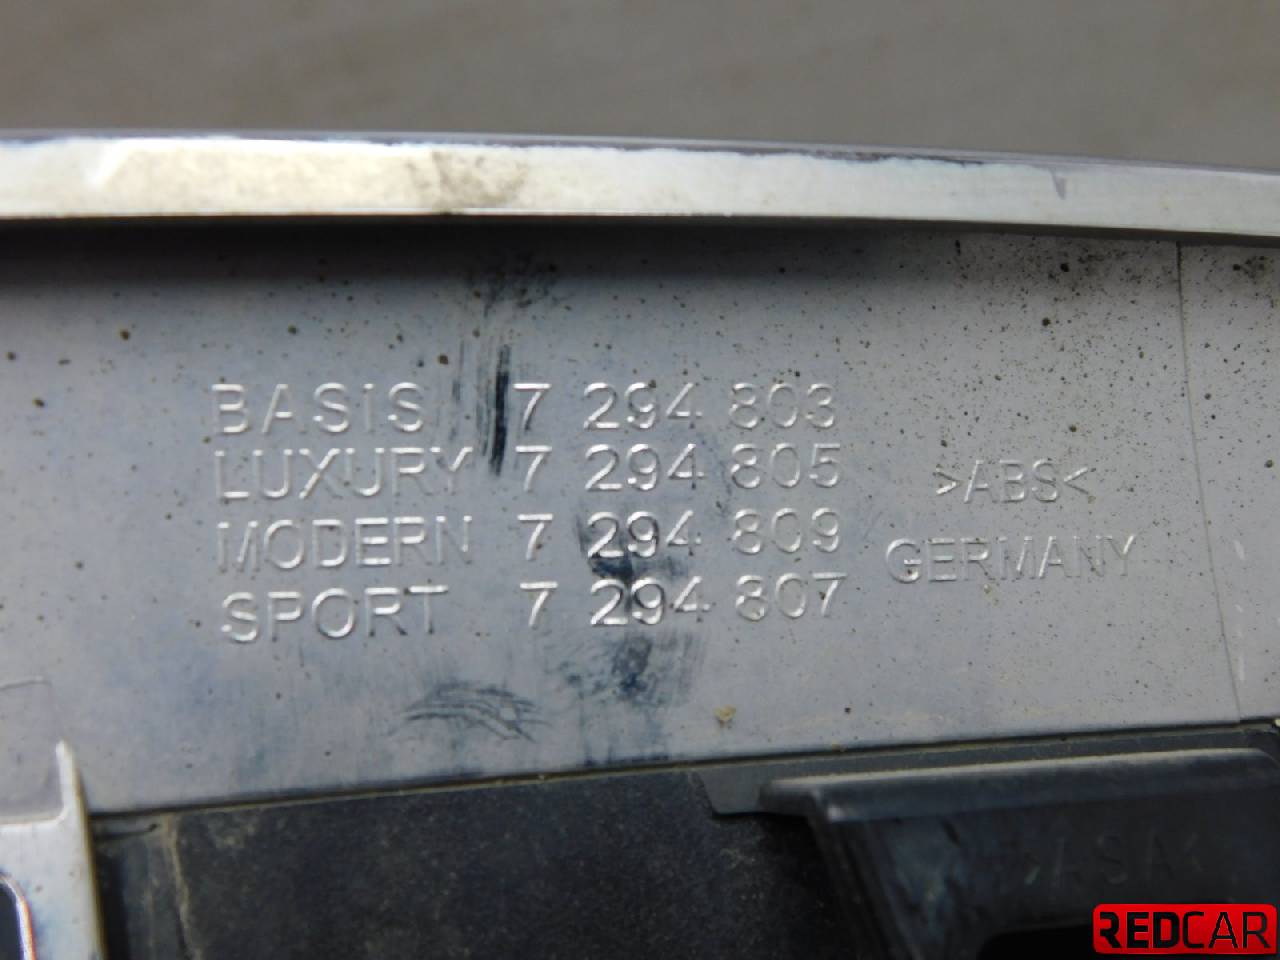 BASIS 7 294 803
LUXURY 7 294 805
MODERN 7 294 809
SPORT 7 294 807
>ABS<
GERMANY
>ASA<
REDCAR